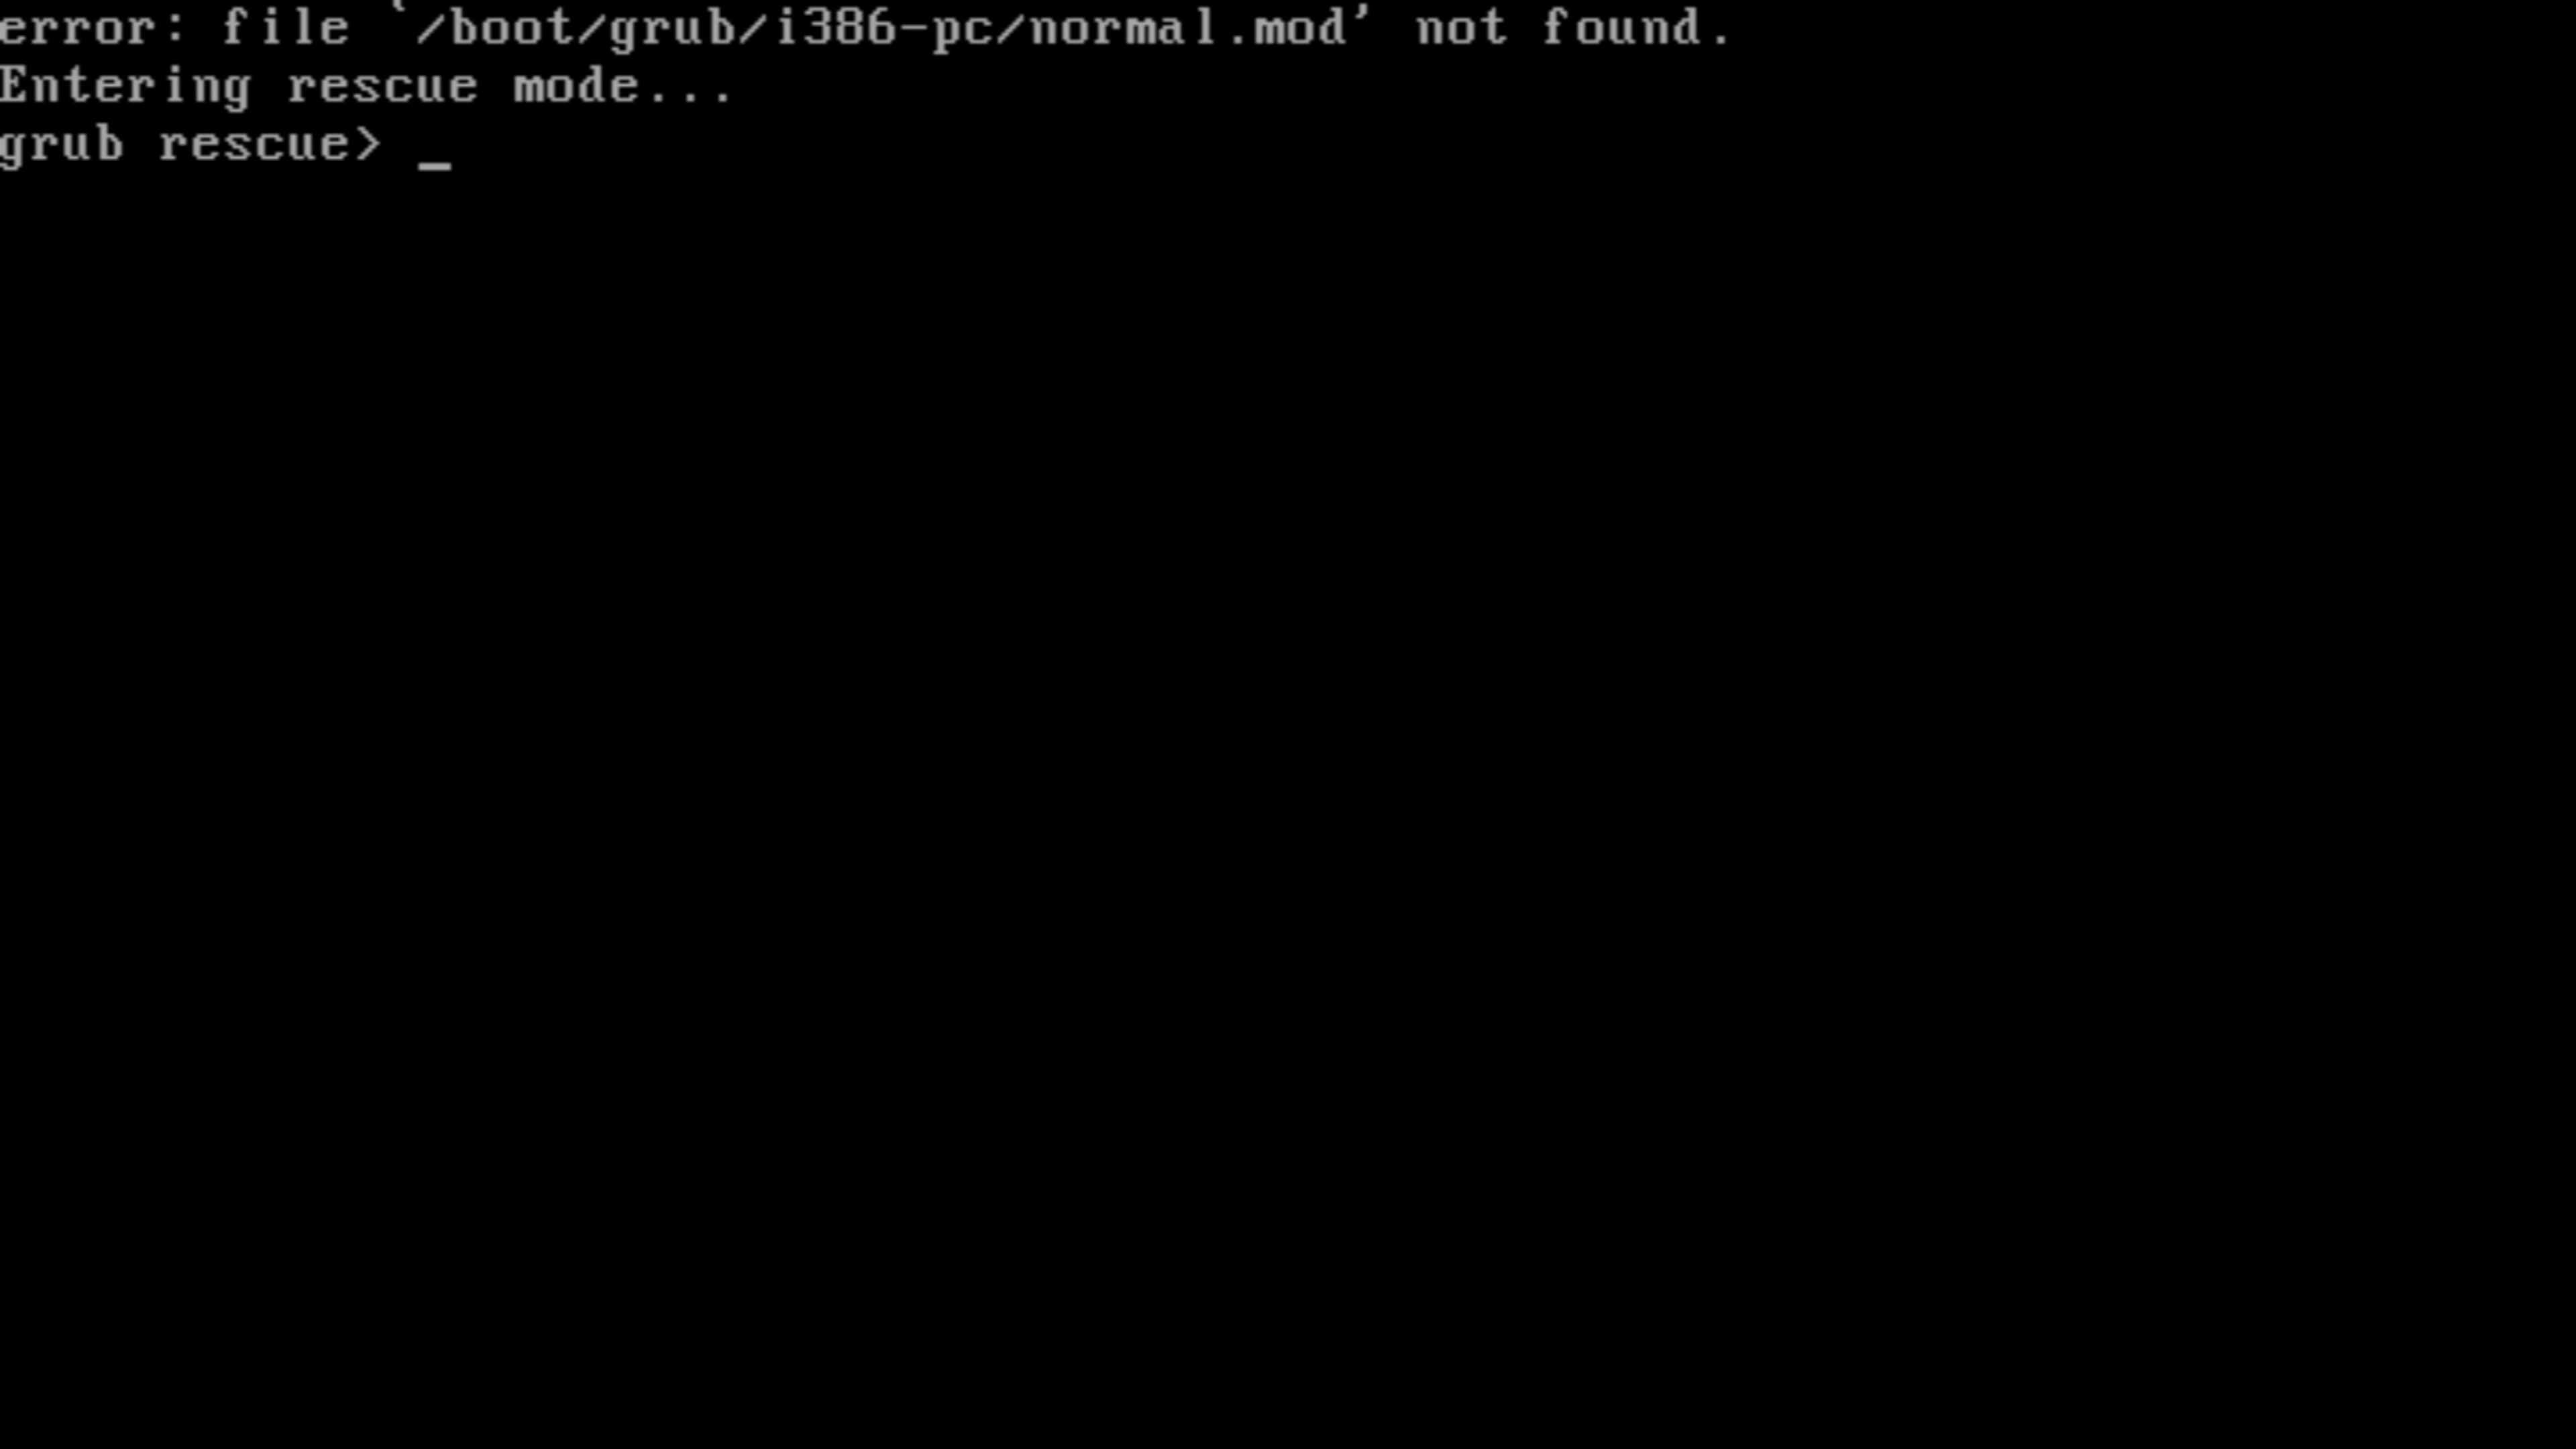 error: file `/boot/grub/i386-pc/normal.mod' not found.
Entering rescue mode...
grub rescue> _